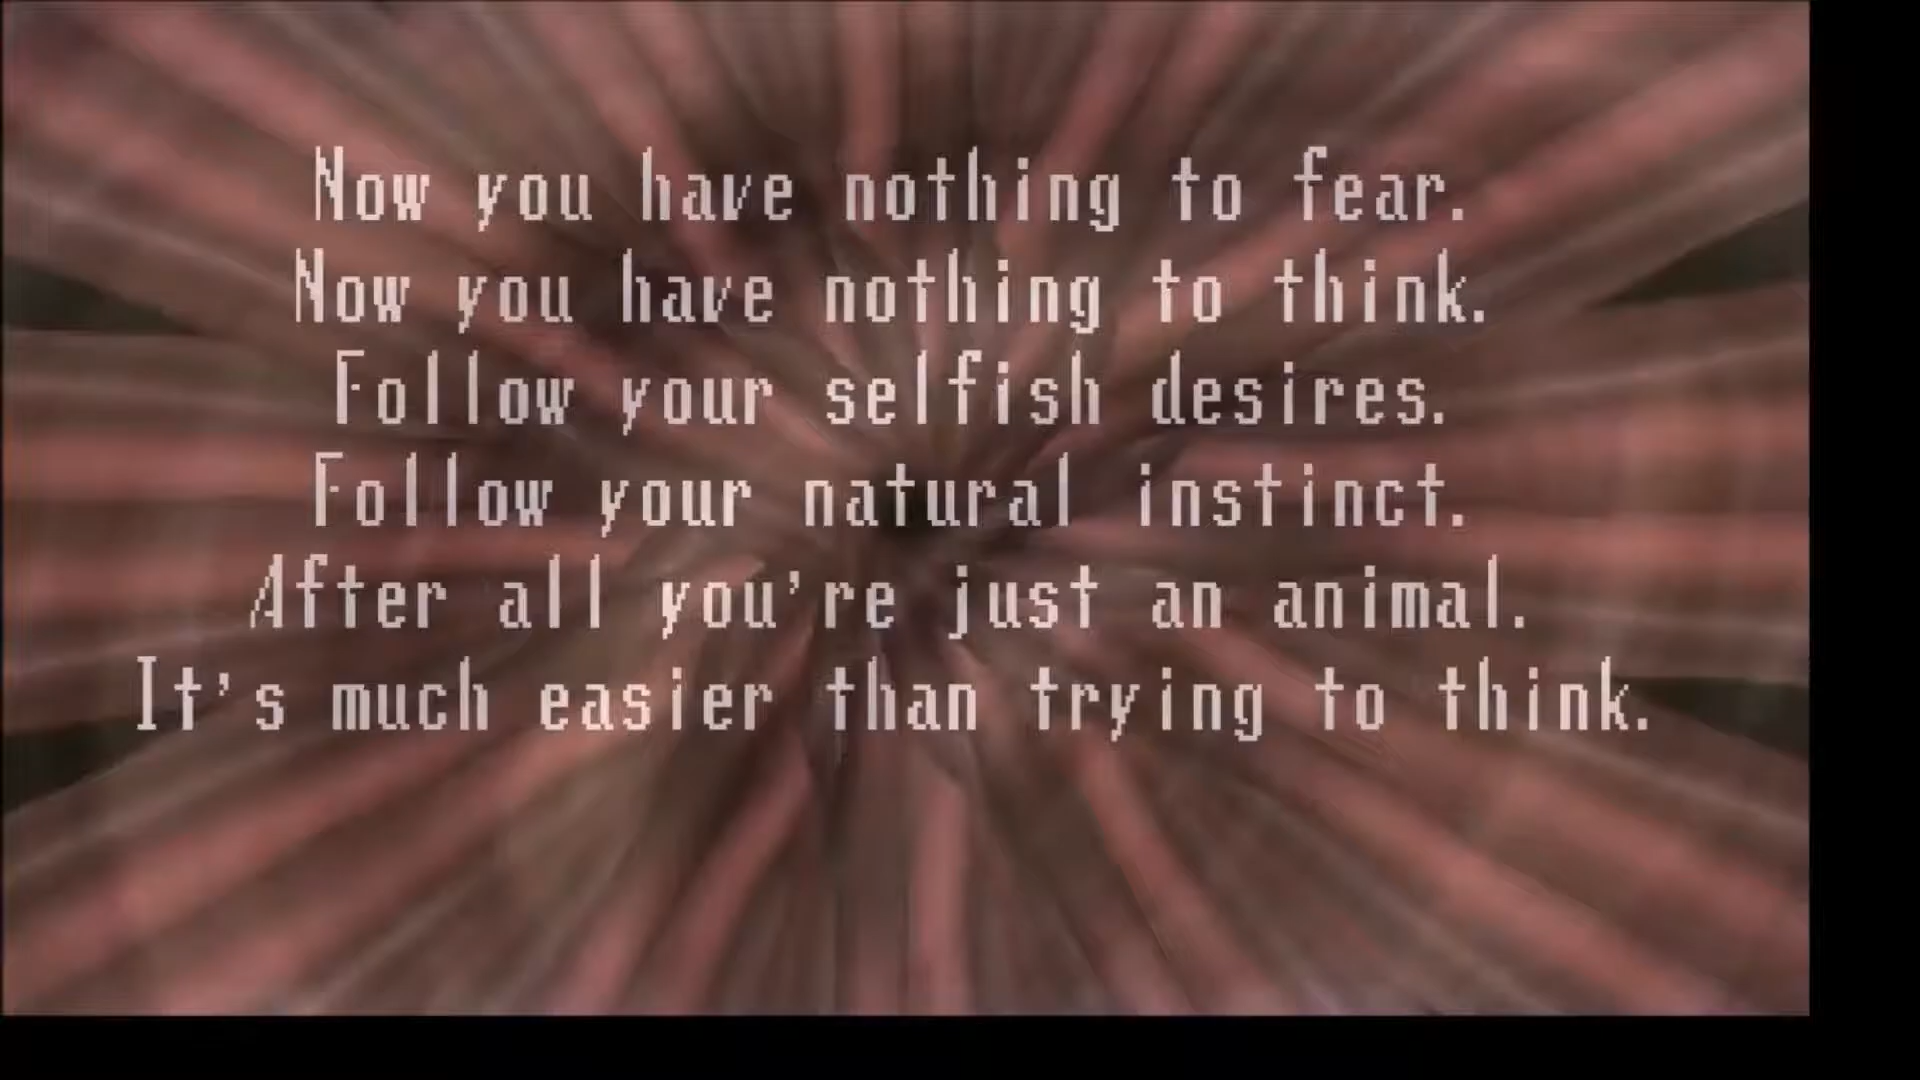 Now you have nothing to fear.
Now you have nothing to think.
Follow your selfish desires.
Follow your natural instinct.
After all you're just an animal.
It's much easier than trying to think.